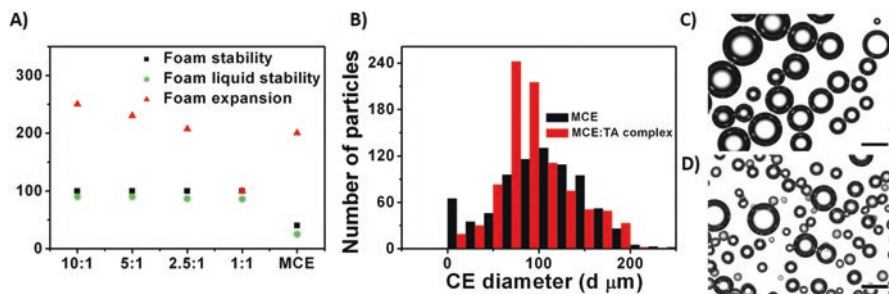 A)
Foam stability
Foam liquid stability
Foam expansion
300
200
100
0
10:1
5:1
2.5:1
1:1
MCE
B)
Number of particles
240
180
120
60
0
MCE
MCE:TA complex
0
100
200
CE diameter (d μm)
C)
D)